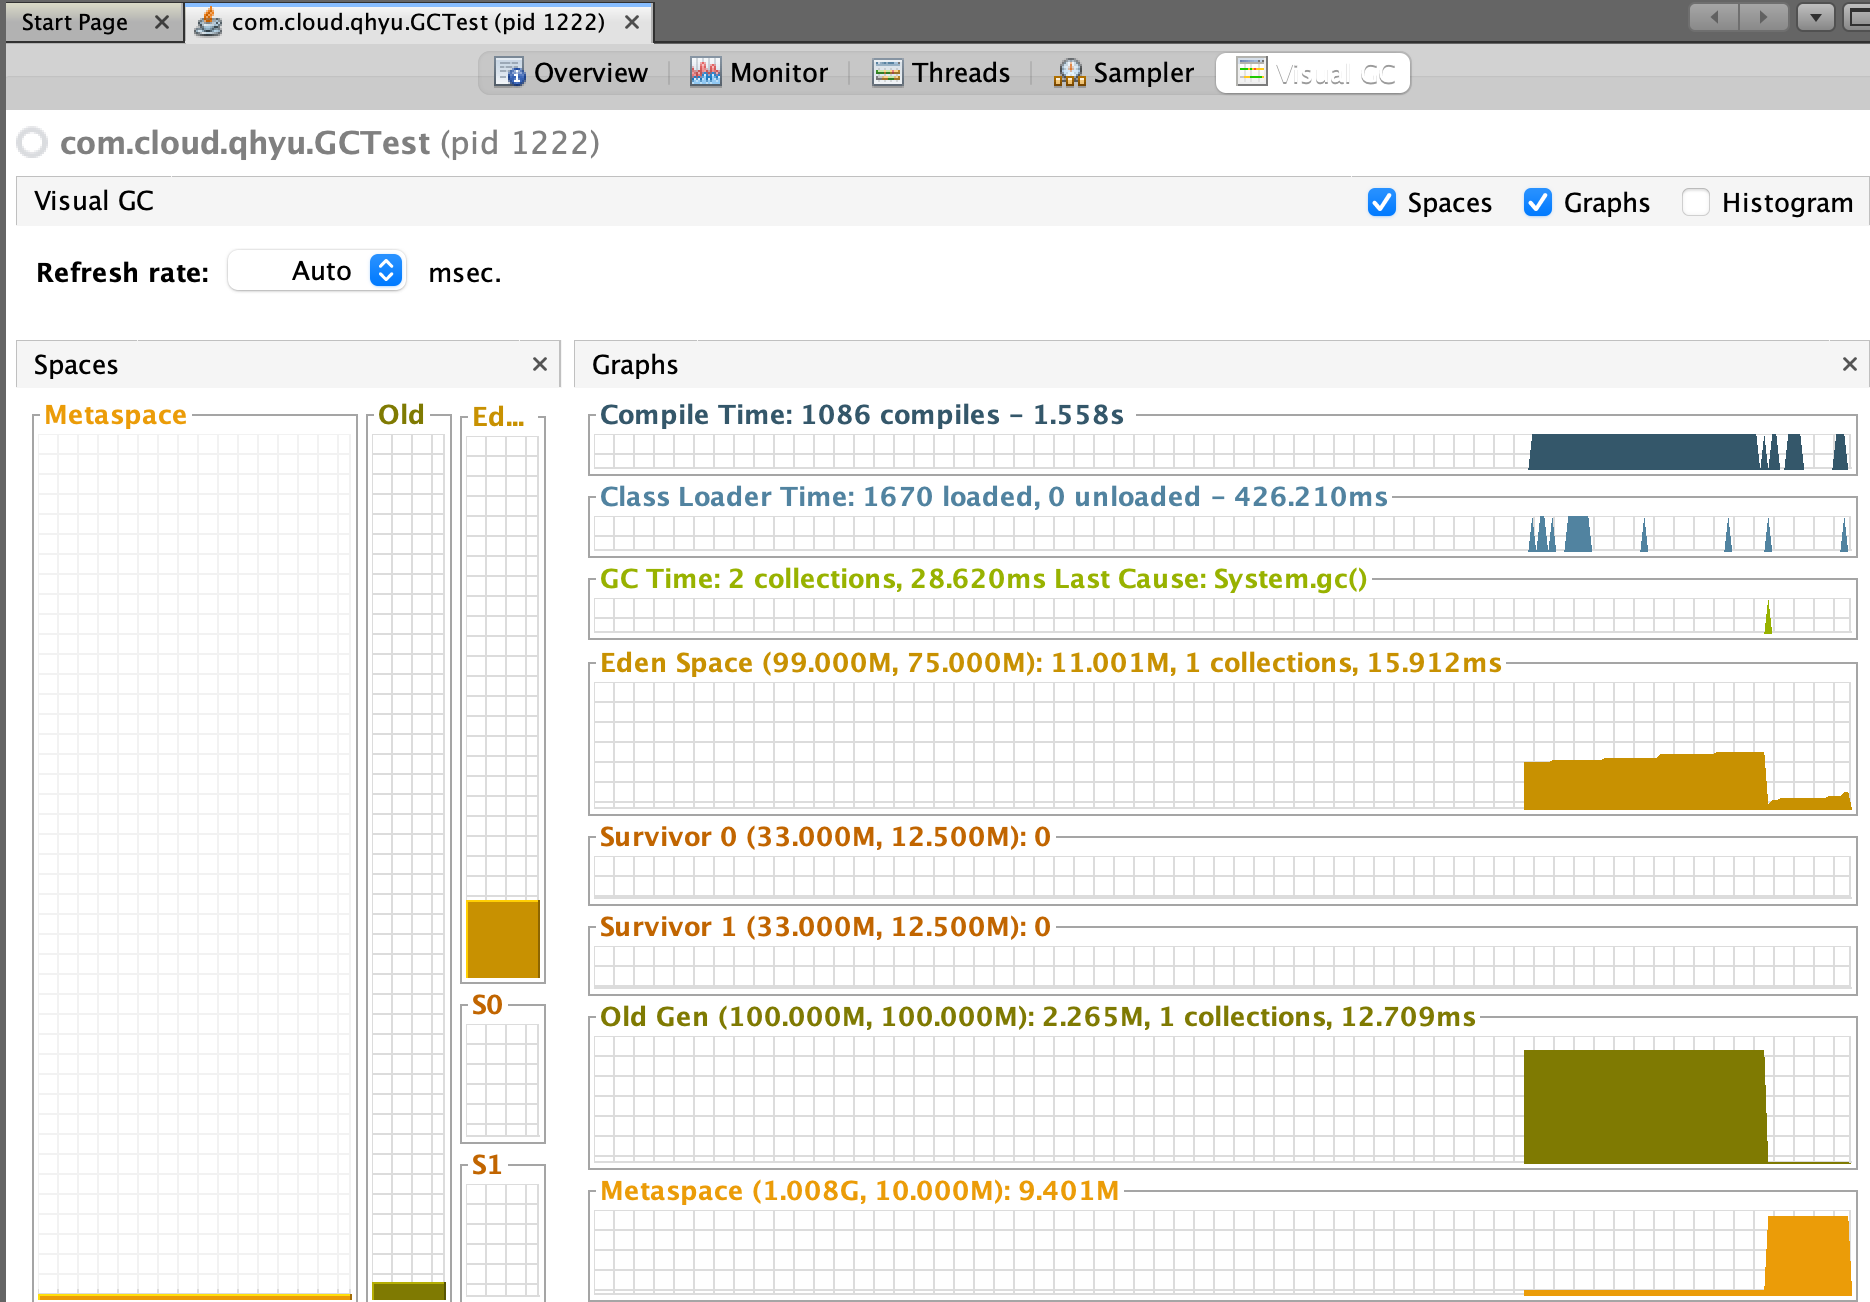 Start Page
com.cloud.qhyu.GCTest (pid 1222)
Overview
Monitor
Threads
Sampler
Visual GC
com.cloud.qhyu.GCTest (pid 1222)
Visual GC
Spaces
Graphs
Histogram
Refresh rate: Auto msec.
Spaces
Metaspace
Old
Ed...
S0
S1
Graphs
Compile Time: 1086 compiles - 1.558s
Class Loader Time: 1670 loaded, 0 unloaded - 426.210ms
GC Time: 2 collections, 28.620ms Last Cause: System.gc()
Eden Space (99.000M, 75.000M): 11.001M, 1 collections, 15.912ms
Survivor 0 (33.000M, 12.500M): 0
Survivor 1 (33.000M, 12.500M): 0
Old Gen (100.000M, 100.000M): 2.265M, 1 collections, 12.709ms
Metaspace (1.008G, 10.000M): 9.401M